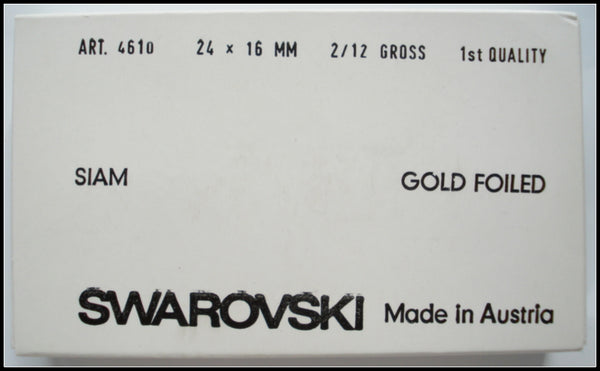 ART. 4610 24 × 16 MM 2/12 GROSS 1st QUALITY
SIAM GOLD FOILED
SWAROVSKI Made in Austria